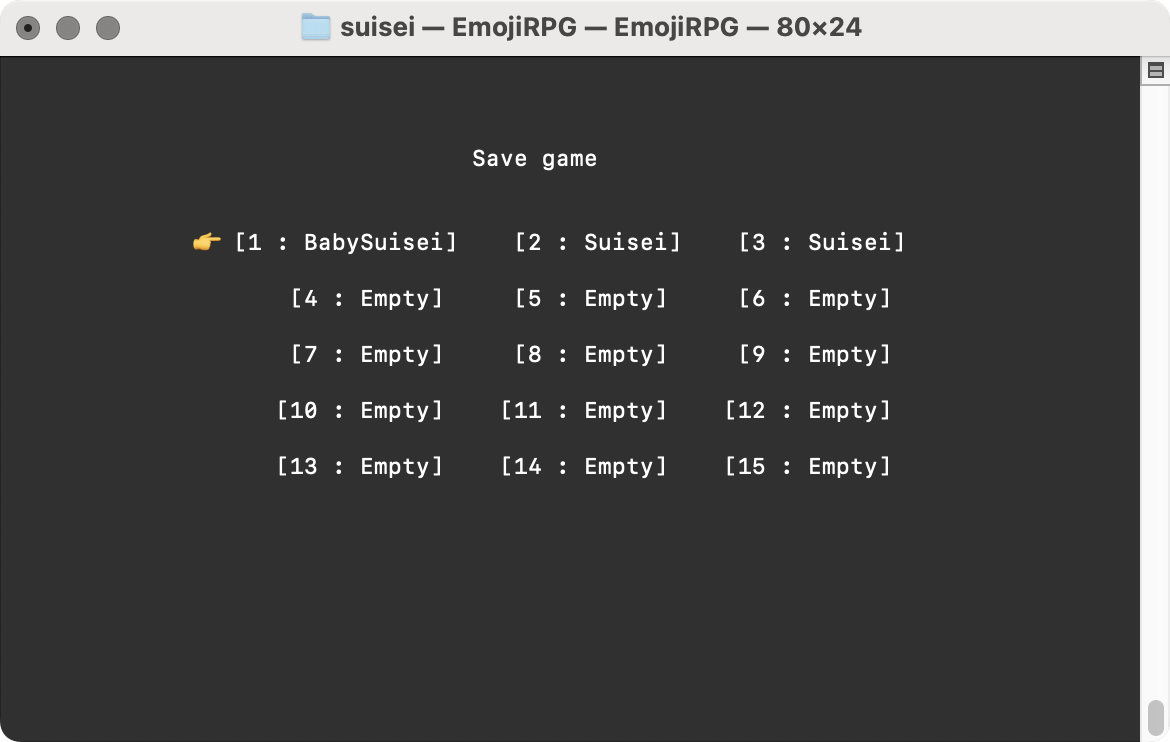 suisei — EmojiRPG — EmojiRPG — 80×24
Save game
👉 [1 : BabySuisei] [2 : Suisei] [3 : Suisei]
[4 : Empty] [5 : Empty] [6 : Empty]
[7 : Empty] [8 : Empty] [9 : Empty]
[10 : Empty] [11 : Empty] [12 : Empty]
[13 : Empty] [14 : Empty] [15 : Empty]